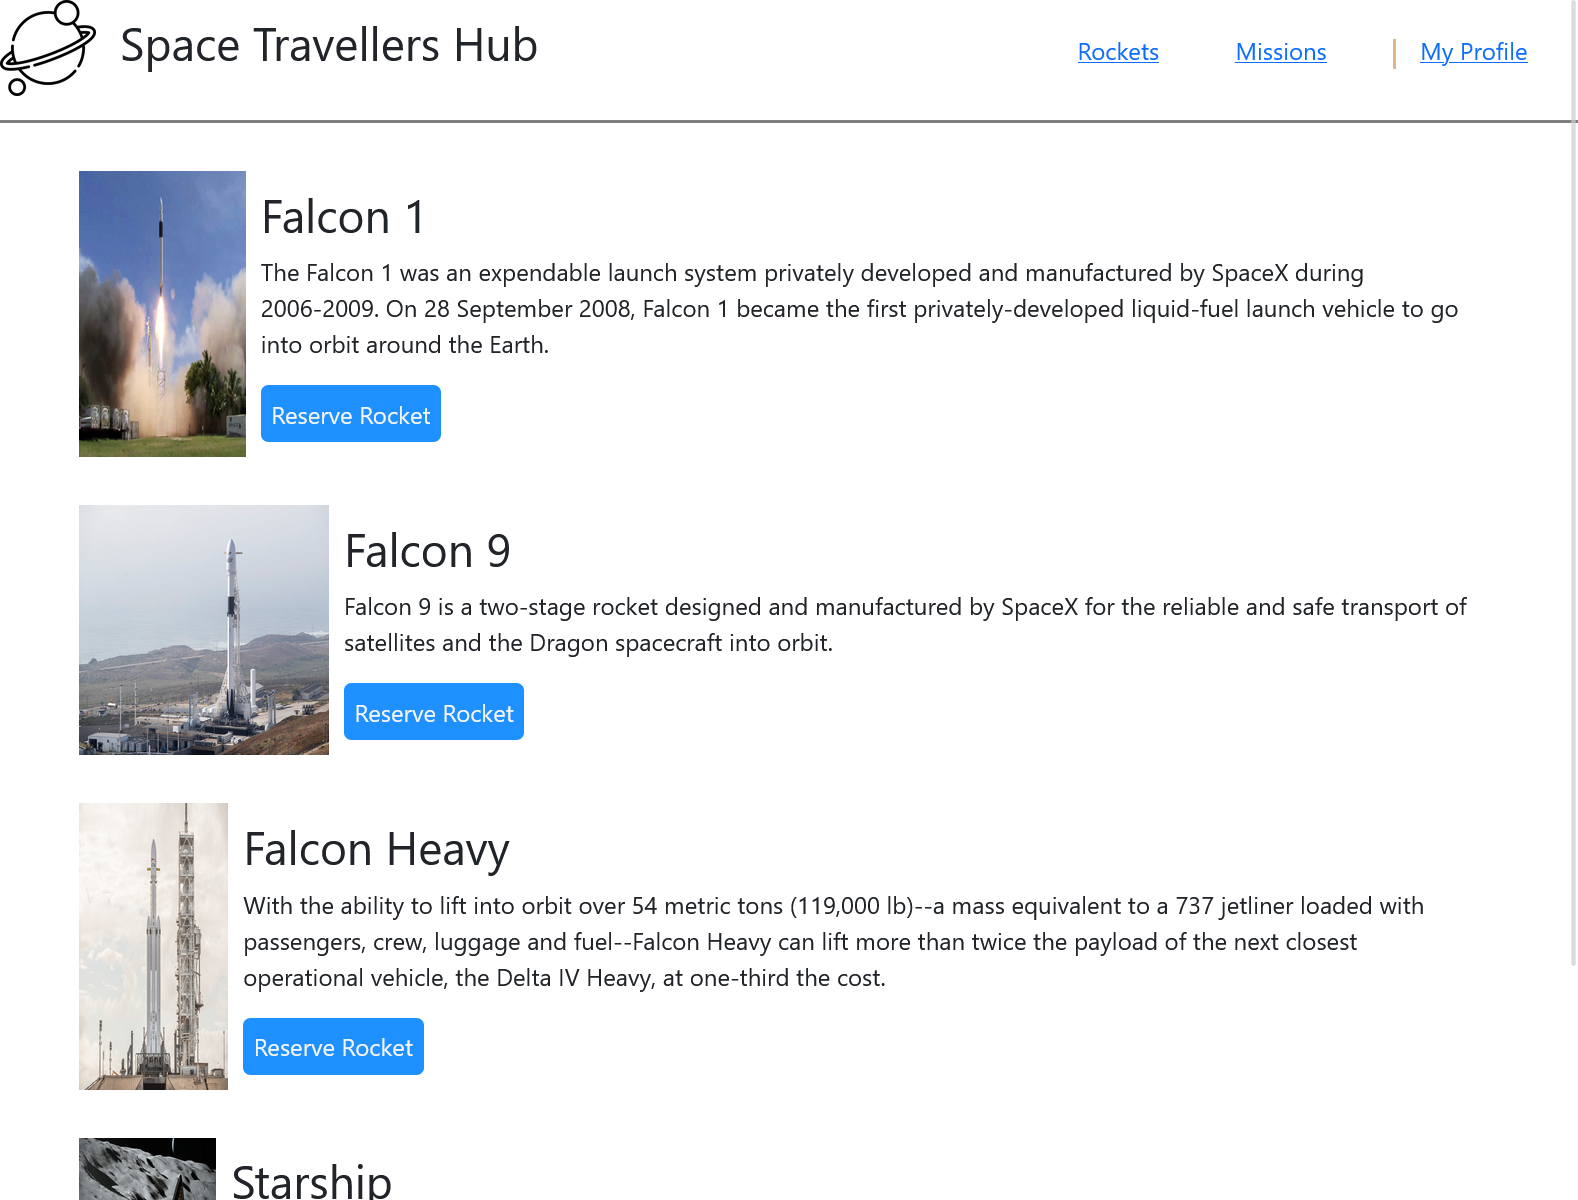 Space Travellers Hub
Rockets
Missions
My Profile
Falcon 1
The Falcon 1 was an expendable launch system privately developed and manufactured by SpaceX during
2006-2009. On 28 September 2008, Falcon 1 became the first privately-developed liquid-fuel launch vehicle to go
into orbit around the Earth.
Reserve Rocket
Falcon 9
Falcon 9 is a two-stage rocket designed and manufactured by SpaceX for the reliable and safe transport of
satellites and the Dragon spacecraft into orbit.
Reserve Rocket
Falcon Heavy
With the ability to lift into orbit over 54 metric tons (119,000 lb)--a mass equivalent to a 737 jetliner loaded with
passengers, crew, luggage and fuel--Falcon Heavy can lift more than twice the payload of the next closest
operational vehicle, the Delta IV Heavy, at one-third the cost.
Reserve Rocket
Starship